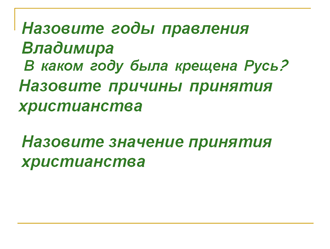 Назовите годы правления
Владимира
В каком году была крещена Русь?
Назовите причины принятия
христианства
Назовите значение принятия
христианства